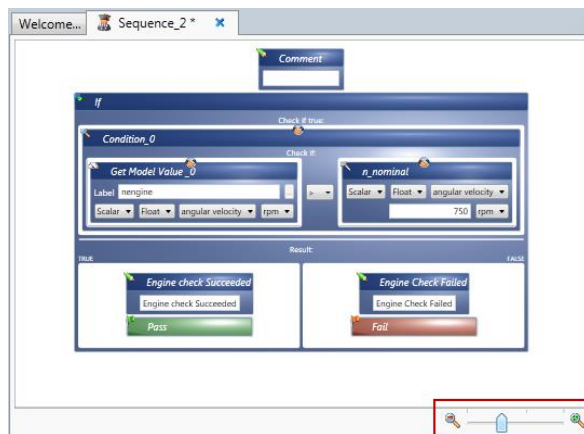 Welcome... Sequence_2 *
Comment
If
Check if true:
Condition_0
Check if:
Get Model Value _0
n_nominal
Label nengine ... > Scalar Float angular velocity
Scalar Float angular velocity rpm 750 rpm
Result:
TRUE FALSE
Engine check Succeeded Engine Check Failed
Engine check Succeeded Engine Check Failed
Pass Fail